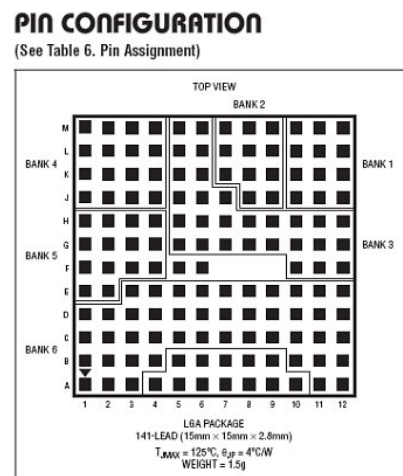 PIN CONFIGURATION
(See Table 6. Pin Assignment)
TOP VIEW
BANK 2
M
L
BANK 4
BANK 1
K
J
H
G
BANK 5
BANK 3
F
E
D
C
BANK 6
B
A
1 2 3 4 5 6 7 8 9 10 11 12
LGA PACKAGE
141-LEAD (15mm × 15mm × 2.8mm)
TJMAX = 125°C, θJP = 4°C/W
WEIGHT = 1.5g